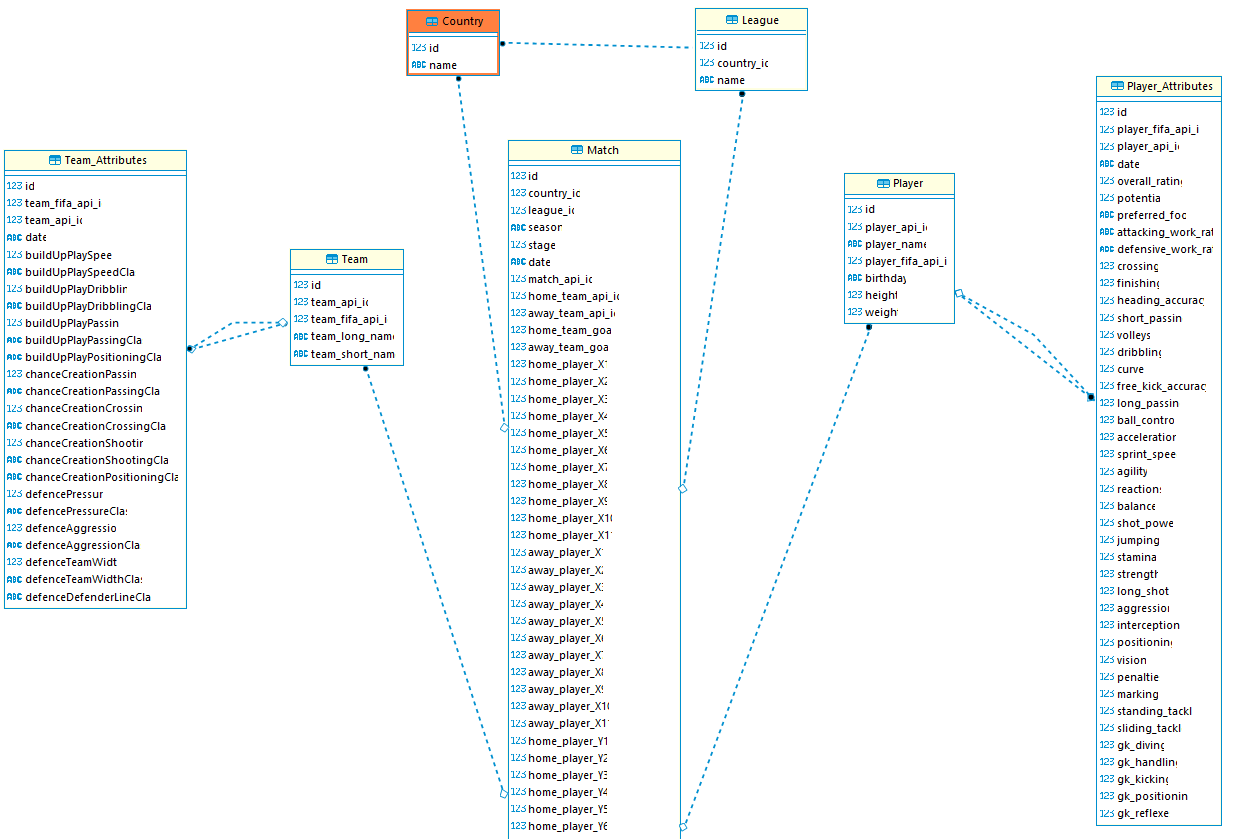 Country
123 id
ABC name
League
123 id
123 country_ic
ABC name
Team_Attributes
123 id
123 team_fifa_api_i
123 team_api_ic
ABC date
123 buildUpPlaySpee
ABC buildUpPlaySpeedCla
123 buildUpPlayDribblir
ABC buildUpPlayDribblingCla
123 buildUpPlayPassin
ABC buildUpPlayPassingCla
ABC buildUpPlayPositioningCla
123 chanceCreationPassin
ABC chanceCreationPassingCla
123 chanceCreationCrossin
ABC chanceCreationCrossingCla
123 chanceCreationShootir
ABC chanceCreationShootingCla
ABC chanceCreationPositioningCla
123 defencePressur
ABC defencePressureClas
123 defenceAggressio
ABC defenceAggressionCla
123 defenceTeamWidt
ABC defenceTeamWidthClas
ABC defenceDefenderLineCla
Team
123 id
123 team_api_ic
123 team_fifa_api_i
ABC team_long_name
ABC team_short_nam
Match
123 id
123 country_ic
123 league_ic
ABC season
123 stage
ABC date
123 match_api_ic
123 home_team_api_ic
123 away_team_api_ic
123 home_team_goa
123 away_team_goa
123 home_player_X1
123 home_player_X2
123 home_player_X3
123 home_player_X4
123 home_player_X5
123 home_player_X6
123 home_player_X7
123 home_player_X8
123 home_player_X9
123 home_player_X10
123 home_player_X11
123 away_player_X1
123 away_player_X2
123 away_player_X3
123 away_player_X4
123 away_player_X5
123 away_player_X6
123 away_player_X7
123 away_player_X8
123 away_player_X9
123 away_player_X10
123 away_player_X11
123 home_player_Y1
123 home_player_Y2
123 home_player_Y3
123 home_player_Y4
123 home_player_Y5
123 home_player_Y6
Player
123 id
123 player_api_ic
ABC player_name
123 player_fifa_api_i
ABC birthday
123 height
123 weight
Player_Attributes
123 id
123 player_fifa_api_i
123 player_api_ic
ABC date
123 overall_rating
123 potentia
ABC preferred_foo
ABC attacking_work_rat
ABC defensive_work_rat
123 crossing
123 finishing
123 heading_accurac
123 short_passin
123 volleys
123 dribbling
123 curve
123 free_kick_accurac
123 long_passin
123 ball_contro
123 acceleration
123 sprint_spee
123 agility
123 reactions
123 balance
123 shot_powe
123 jumping
123 stamina
123 strength
123 long_shot
123 aggression
123 interception
123 positioning
123 vision
123 penaltie
123 marking
123 standing_tackl
123 sliding_tackl
123 gk_diving
123 gk_handling
123 gk_kicking
123 gk_positionin
123 gk_reflexe